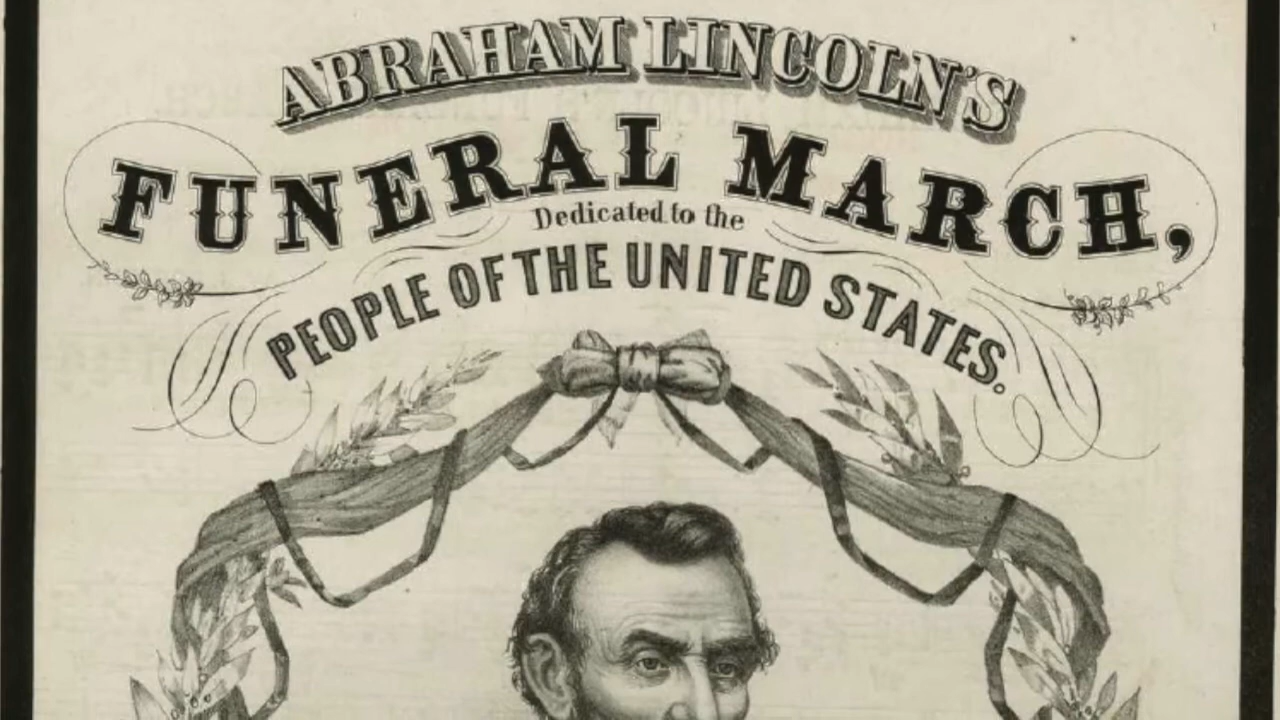 ABRAHAM LINCOLN'S
FUNERAL MARCH,
Dedicated to the
PEOPLE OF THE UNITED STATES.